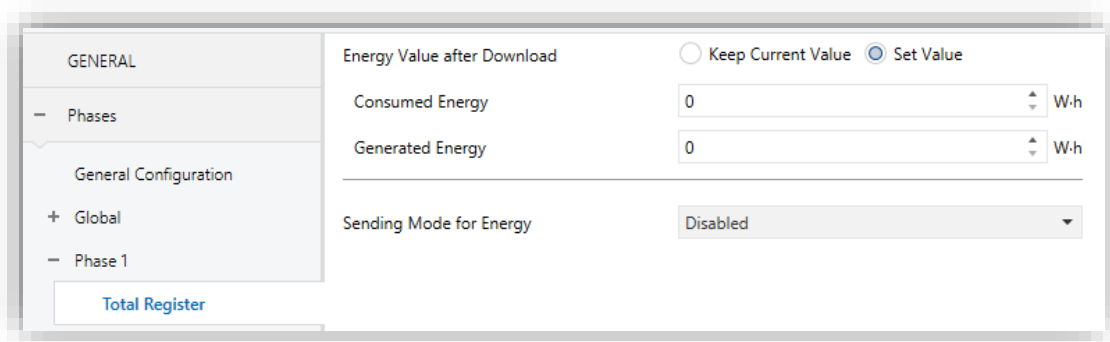 GENERAL
– Phases
General Configuration
+ Global
– Phase 1
Total Register
Energy Value after Download Keep Current Value Set Value
Consumed Energy 0 W·h
Generated Energy 0 W·h
Sending Mode for Energy Disabled